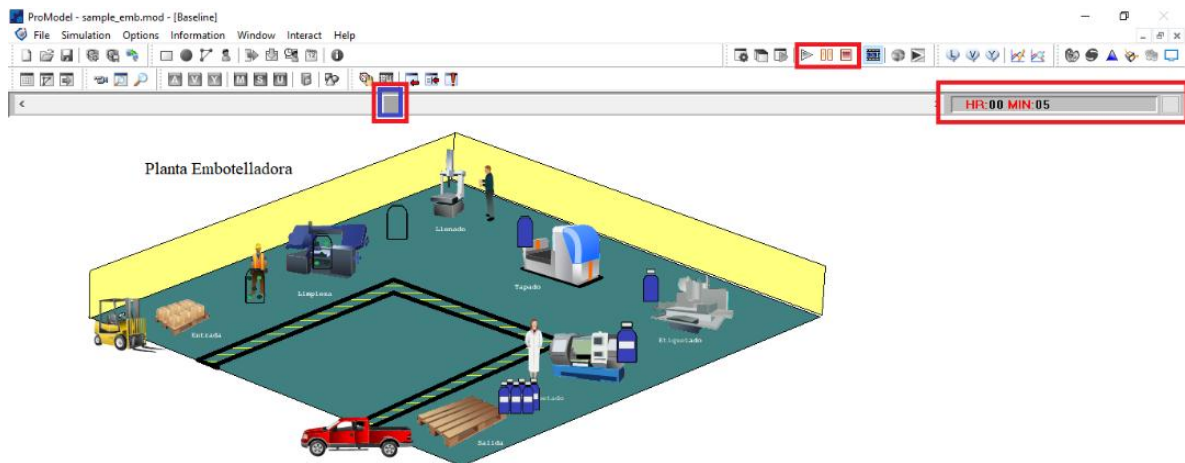 ProModel - sample_emb.mod - [Baseline]
File Simulation Options Information Window Interact Help
HR:00 MIN:05
Planta Embotelladora
Llenado
Limpieza
Tapado
Entrada
Etiquetado
Salida